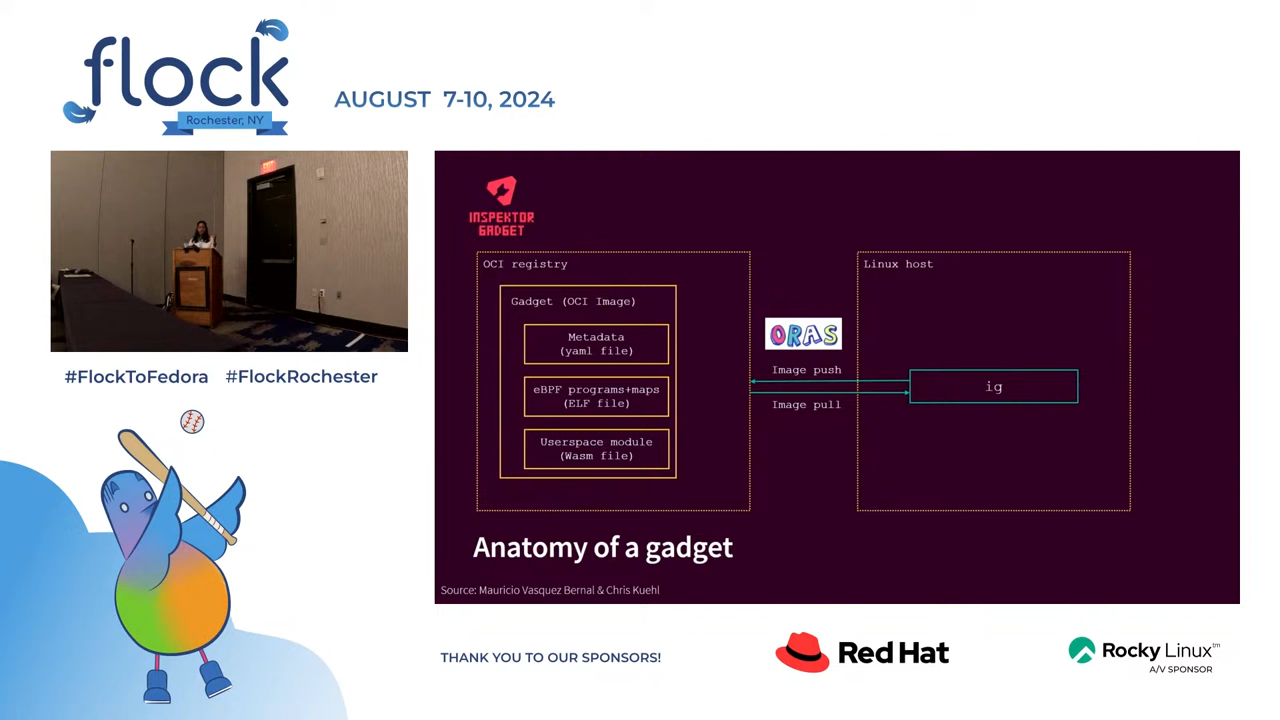 flock
Rochester, NY
AUGUST 7-10, 2024
#FlockToFedora #FlockRochester
INSPEKTOR
GADGET
OCI registry
Gadget (OCI Image)
Metadata
(yaml file)
eBPF programs+maps
(ELF file)
Userspace module
(Wasm file)
ORAS
Image push
Image pull
Linux host
ig
Anatomy of a gadget
Source: Mauricio Vasquez Bernal & Chris Kuehl
THANK YOU TO OUR SPONSORS!
Red Hat
Rocky Linux™
A/V SPONSOR